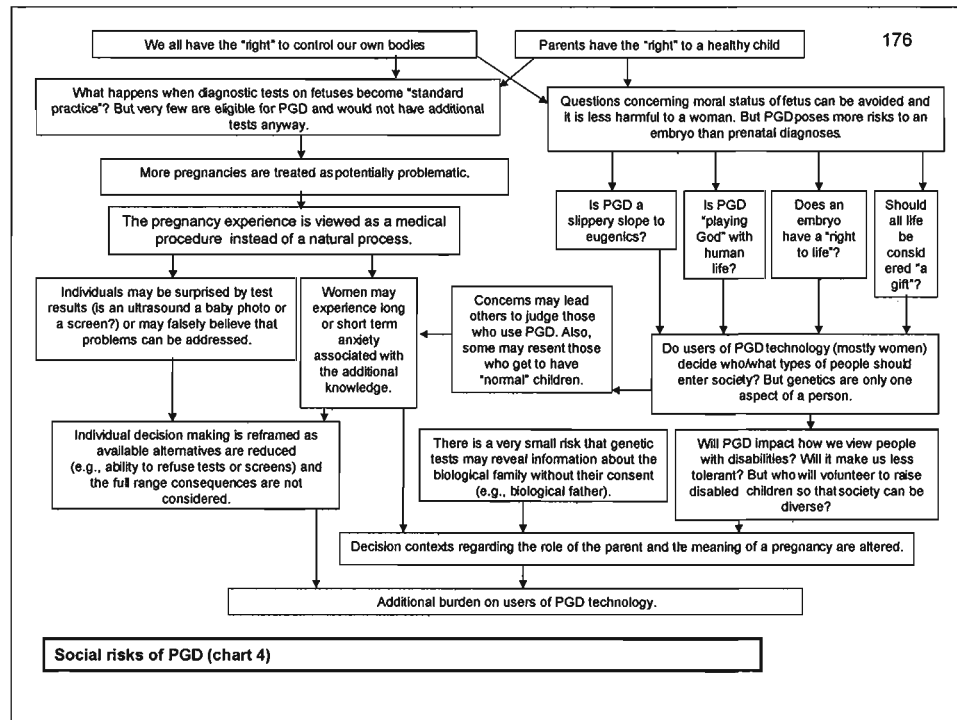 176
We all have the "right" to control our own bodies
Parents have the "right" to a healthy child
What happens when diagnostic tests on fetuses become "standard
practice"? But very few are eligible for PGD and would not have additional
tests anyway.
Questions concerning moral status of fetus can be avoided and
it is less harmful to a woman. But PGD poses more risks to an
embryo than prenatal diagnoses.
More pregnancies are treated as potentially problematic.
Is PGD a
slippery slope to
eugenics?
Is PGD
"playing
God" with
human
life?
Does an
embryo
have a "right
to life"?
Should
all life
be
consid
ered "a
gift"?
The pregnancy experience is viewed as a medical
procedure instead of a natural process.
Individuals may be surprised by test
results (is an ultrasound a baby photo or
a screen?) or may falsely believe that
problems can be addressed.
Women may
experience long
or short term
anxiety
associated with
the additional
knowledge.
Concerns may lead
others to judge those
who use PGD. Also,
some may resent those
who get to have
"normal" children.
Do users of PGD technology (mostly women)
decide who/what types of people should
enter society? But genetics are only one
aspect of a person.
Individual decision making is reframed as
available alternatives are reduced
(e.g., ability to refuse tests or screens) and
the full range consequences are not
considered.
There is a very small risk that genetic
tests may reveal information about the
biological family without their consent
(e.g., biological father).
Will PGD impact how we view people
with disabilities? Will it make us less
tolerant? But who will volunteer to raise
disabled children so that society can be
diverse?
Decision contexts regarding the role of the parent and the meaning of a pregnancy are altered.
Additional burden on users of PGD technology.
Social risks of PGD (chart 4)